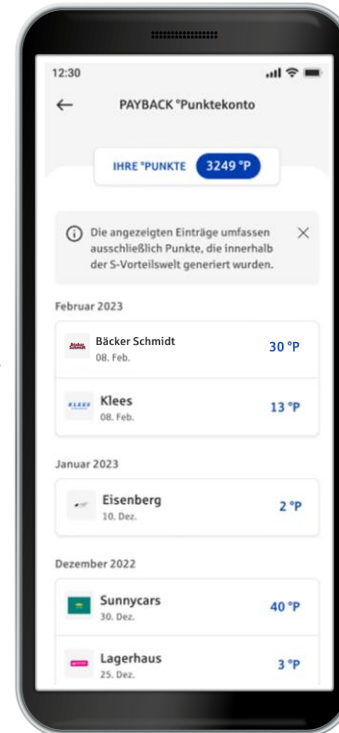 12:30
PAYBACK °Punktekonto
IHRE °PUNKTE 3249 °P
Die angezeigten Einträge umfassen
ausschließlich Punkte, die innerhalb
der S-Vorteilswelt generiert wurden.
Februar 2023
Bäcker Schmidt
08. Feb.
30 °P
KLEES
Klees
08. Feb.
13 °P
Januar 2023
Eisenberg
10. Dez.
2 °P
Dezember 2022
Sunnycars
30. Dez.
40 °P
Lagerhaus
25. Dez.
3 °P